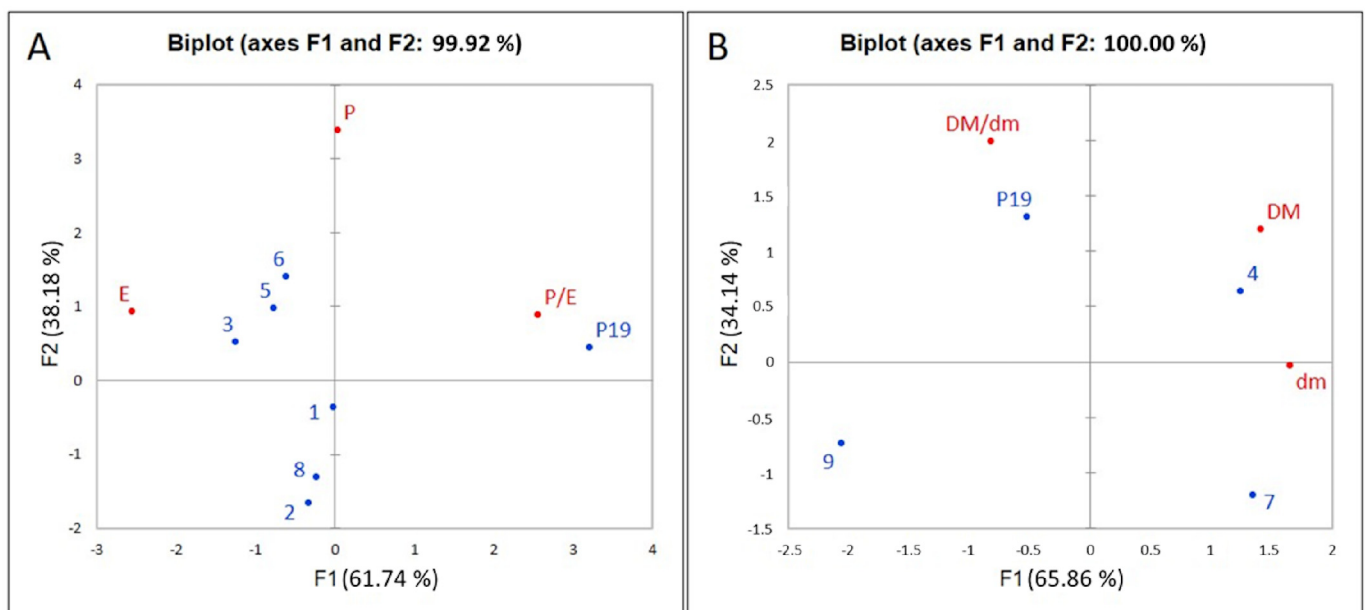 A
Biplot (axes F1 and F2: 99.92 %)
4
3
2
1
0
-1
-2
-3
-2
-1
0
1
2
3
4
F2 (38.18 %)
F1 (61.74 %)
P
E
P/E
P19
6
5
3
1
8
2
B
Biplot (axes F1 and F2: 100.00 %)
2.5
2
1.5
1
0.5
0
-0.5
-1
-1.5
-2.5
-2
-1.5
-1
-0.5
0
0.5
1
1.5
2
F2 (34.14 %)
F1 (65.86 %)
DM/dm
P19
DM
4
dm
9
7